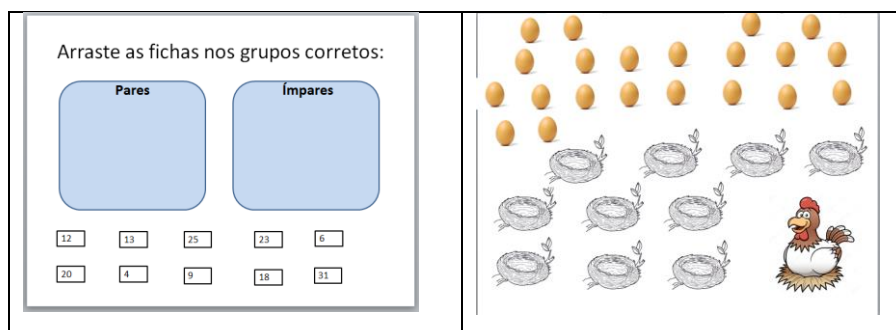 Arraste as fichas nos grupos corretos:
Pares Ímpares
12 13 25 23 6
20 4 9 18 31